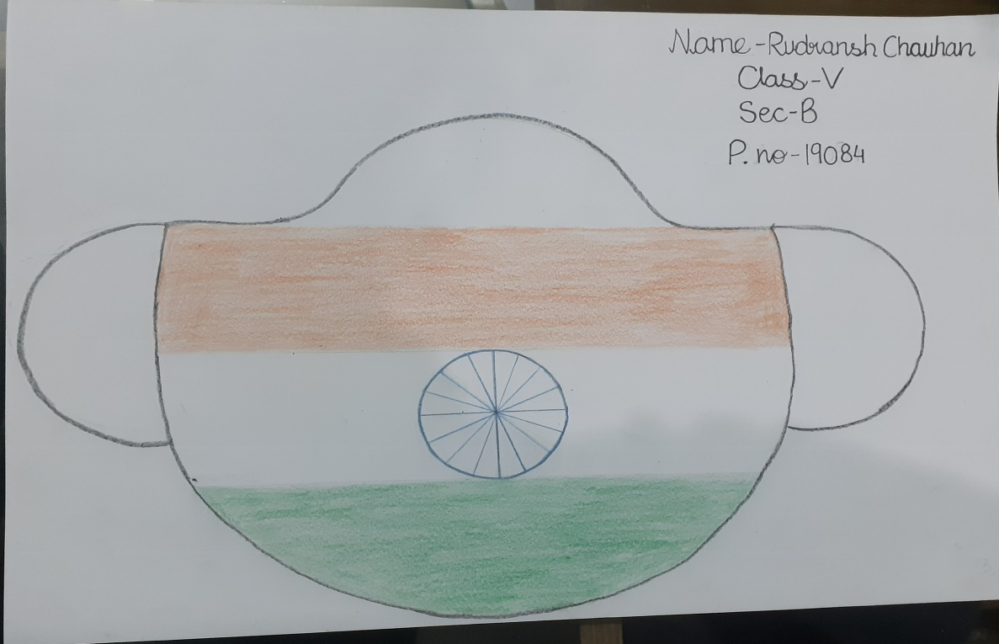 Name-Rudransh Chauhan
Class-V
Sec-B
P. no-19084